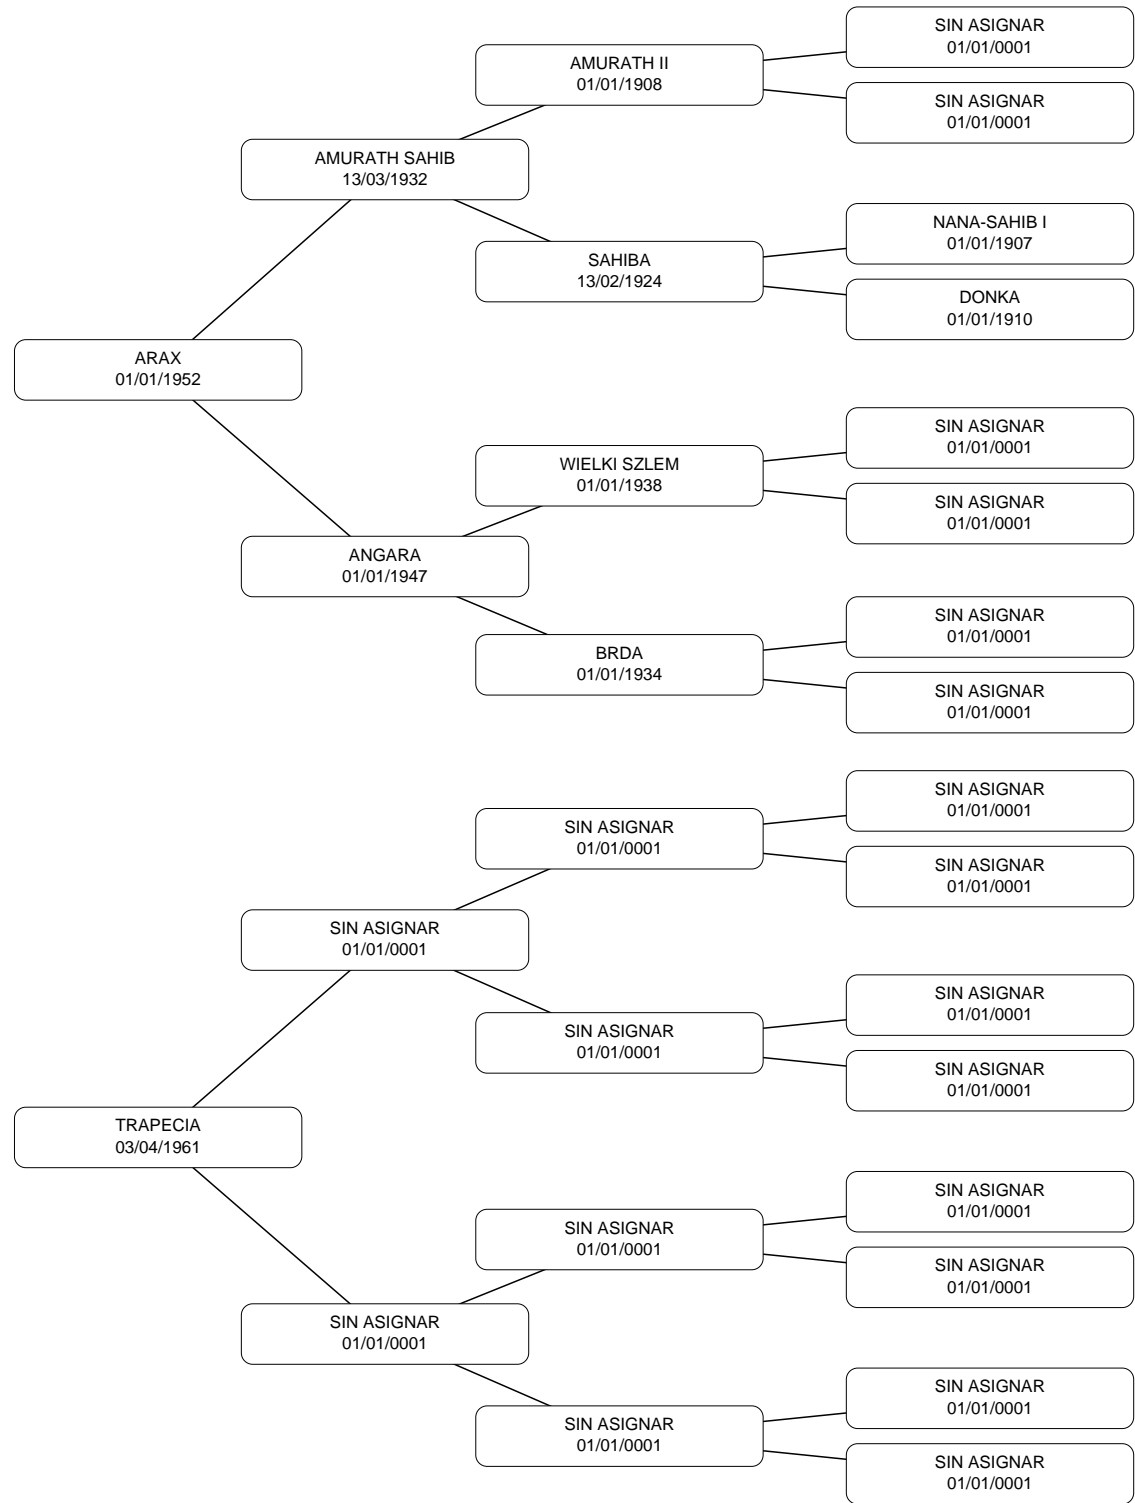 SIN ASIGNAR
01/01/0001
AMURATH II
01/01/1908
SIN ASIGNAR
01/01/0001
AMURATH SAHIB
13/03/1932
NANA-SAHIB I
01/01/1907
SAHIBA
13/02/1924
DONKA
01/01/1910
ARAX
01/01/1952
SIN ASIGNAR
01/01/0001
WIELKI SZLEM
01/01/1938
SIN ASIGNAR
01/01/0001
ANGARA
01/01/1947
SIN ASIGNAR
01/01/0001
BRDA
01/01/1934
SIN ASIGNAR
01/01/0001
SIN ASIGNAR
01/01/0001
SIN ASIGNAR
01/01/0001
SIN ASIGNAR
01/01/0001
SIN ASIGNAR
01/01/0001
SIN ASIGNAR
01/01/0001
SIN ASIGNAR
01/01/0001
SIN ASIGNAR
01/01/0001
TRAPECIA
03/04/1961
SIN ASIGNAR
01/01/0001
SIN ASIGNAR
01/01/0001
SIN ASIGNAR
01/01/0001
SIN ASIGNAR
01/01/0001
SIN ASIGNAR
01/01/0001
SIN ASIGNAR
01/01/0001
SIN ASIGNAR
01/01/0001